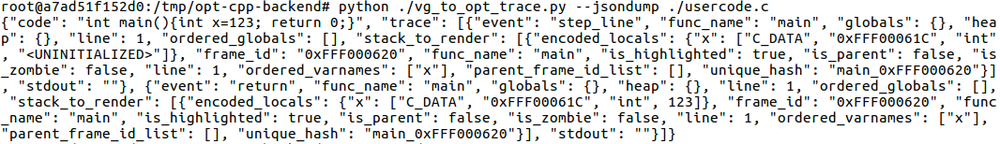 root@a7ad51f152d0:/tmp/opt-cpp-backend# python ./vg_to_opt_trace.py --jsondump ./usercode.c
{"code": "int main(){int x=123; return 0;}", "trace": [{"event": "step_line", "func_name": "main", "globals": {}, "hea
p": {}, "line": 1, "ordered_globals": [], "stack_to_render": [{"encoded_locals": {"x": ["C_DATA", "0xFFF00061C", "int",
 "<UNINITIALIZED>"]}, "frame_id": "0xFFF000620", "func_name": "main", "is_highlighted": true, "is_parent": false, "is
_zombie": false, "line": 1, "ordered_varnames": ["x"], "parent_frame_id_list": [], "unique_hash": "main_0xFFF000620"}]
, "stdout": ""}, {"event": "return", "func_name": "main", "globals": {}, "heap": {}, "line": 1, "ordered_globals": [],
 "stack_to_render": [{"encoded_locals": {"x": ["C_DATA", "0xFFF00061C", "int", 123]}, "frame_id": "0xFFF000620", "func
_name": "main", "is_highlighted": true, "is_parent": false, "is_zombie": false, "line": 1, "ordered_varnames": ["x"],
"parent_frame_id_list": [], "unique_hash": "main_0xFFF000620"}], "stdout": ""}]}